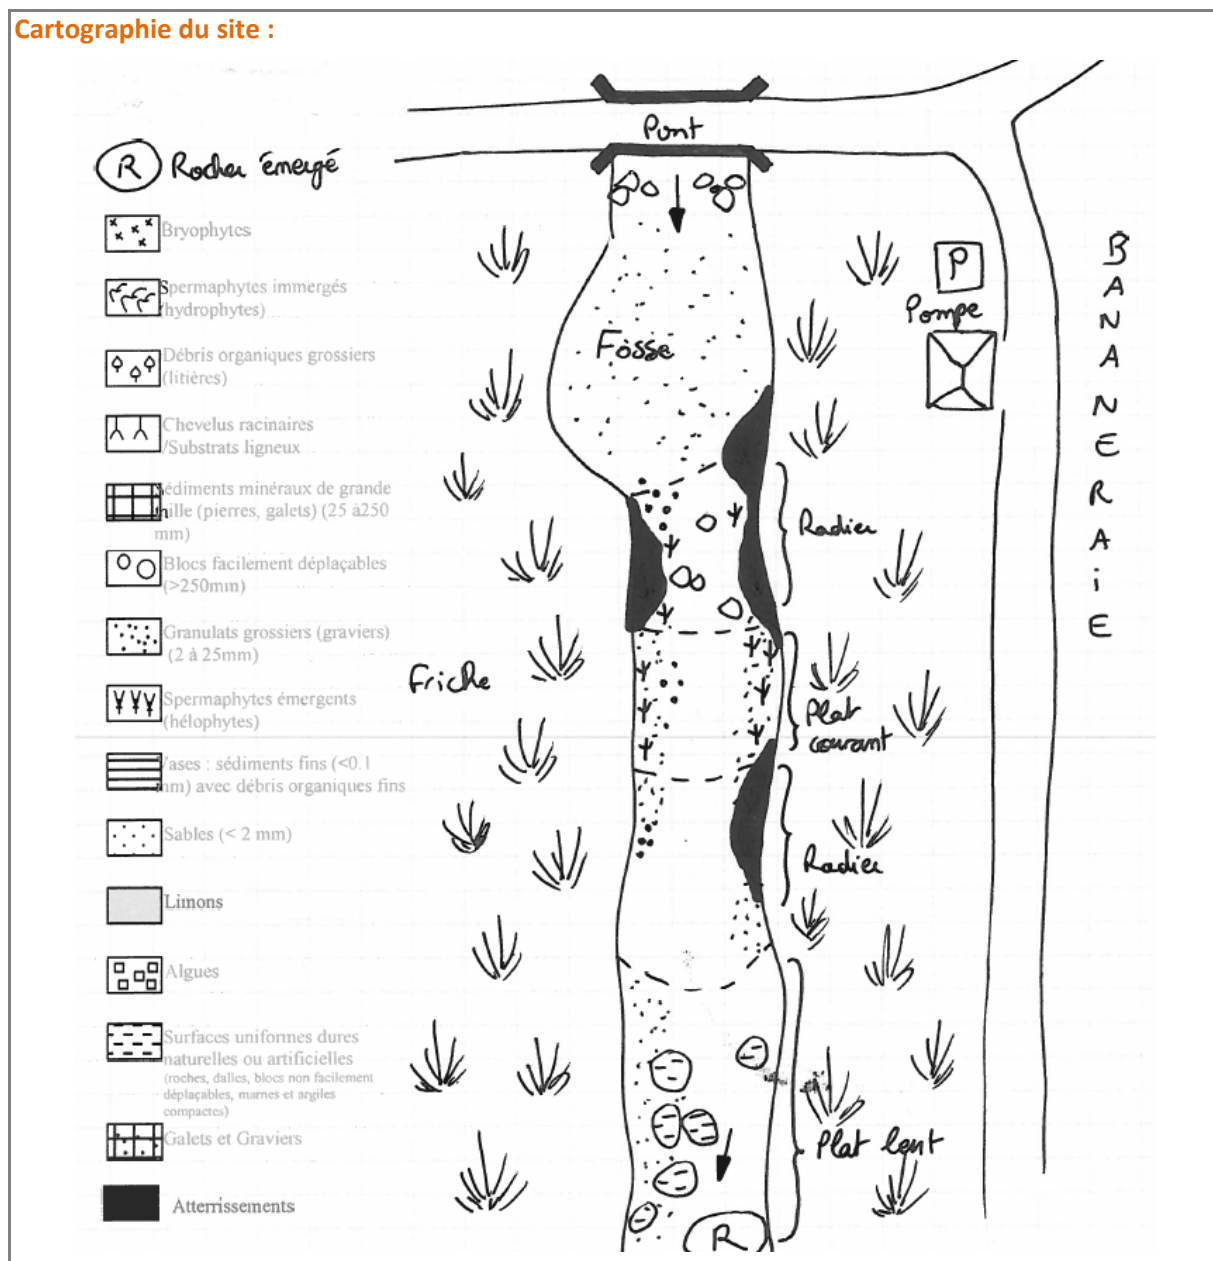 Cartographie du site :
Pont
R Rocher émergé
Bryophytes
Spermaphytes immergés
(hydrophytes)
Débris organiques grossiers
(litières)
Chevelus racinaires
/Substrats ligneux
Sédiments minéraux de grande
taille (pierres, galets) (25 à250
mm)
Blocs facilement déplaçables
(>250mm)
Granulats grossiers (graviers)
(2 à 25mm)
Spermaphytes émergents
(hélophytes)
Vases : sédiments fins (<0.1
mm) avec débris organiques fins
Sables (< 2 mm)
Limons
Algues
Surfaces uniformes dures
naturelles ou artificielles
(roches, dalles, blocs non facilement
déplaçables, marnes et argiles
compactes)
Galets et Graviers
Atterrissements
Fosse
P
Pompe
BANANERAiE
Radier
Friche
Plat
courant
Radier
Plat lent
R